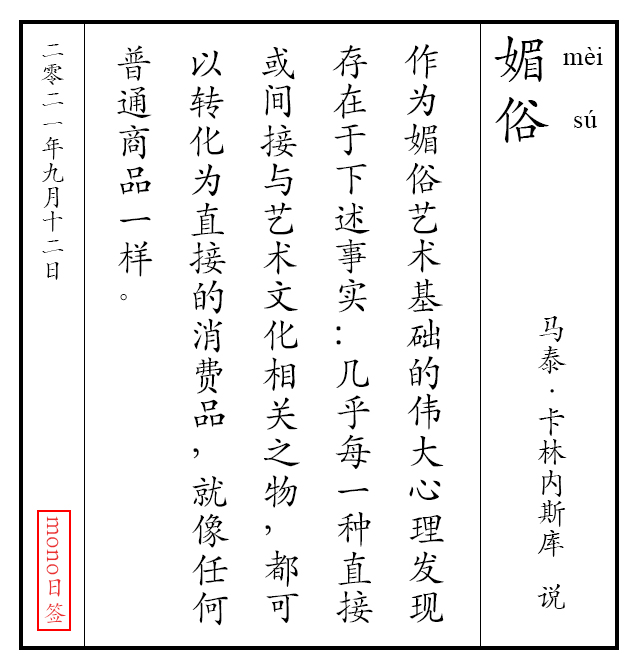 媚俗
mèi
sú
马泰·卡林内斯库 说
作为媚俗艺术基础的伟大心理发现
存在于下述事实：几乎每一种直接
或间接与艺术文化相关之物，都可
以转化为直接的消费品，就像任何
普通商品一样。
二零二一年九月十二日
mono日签